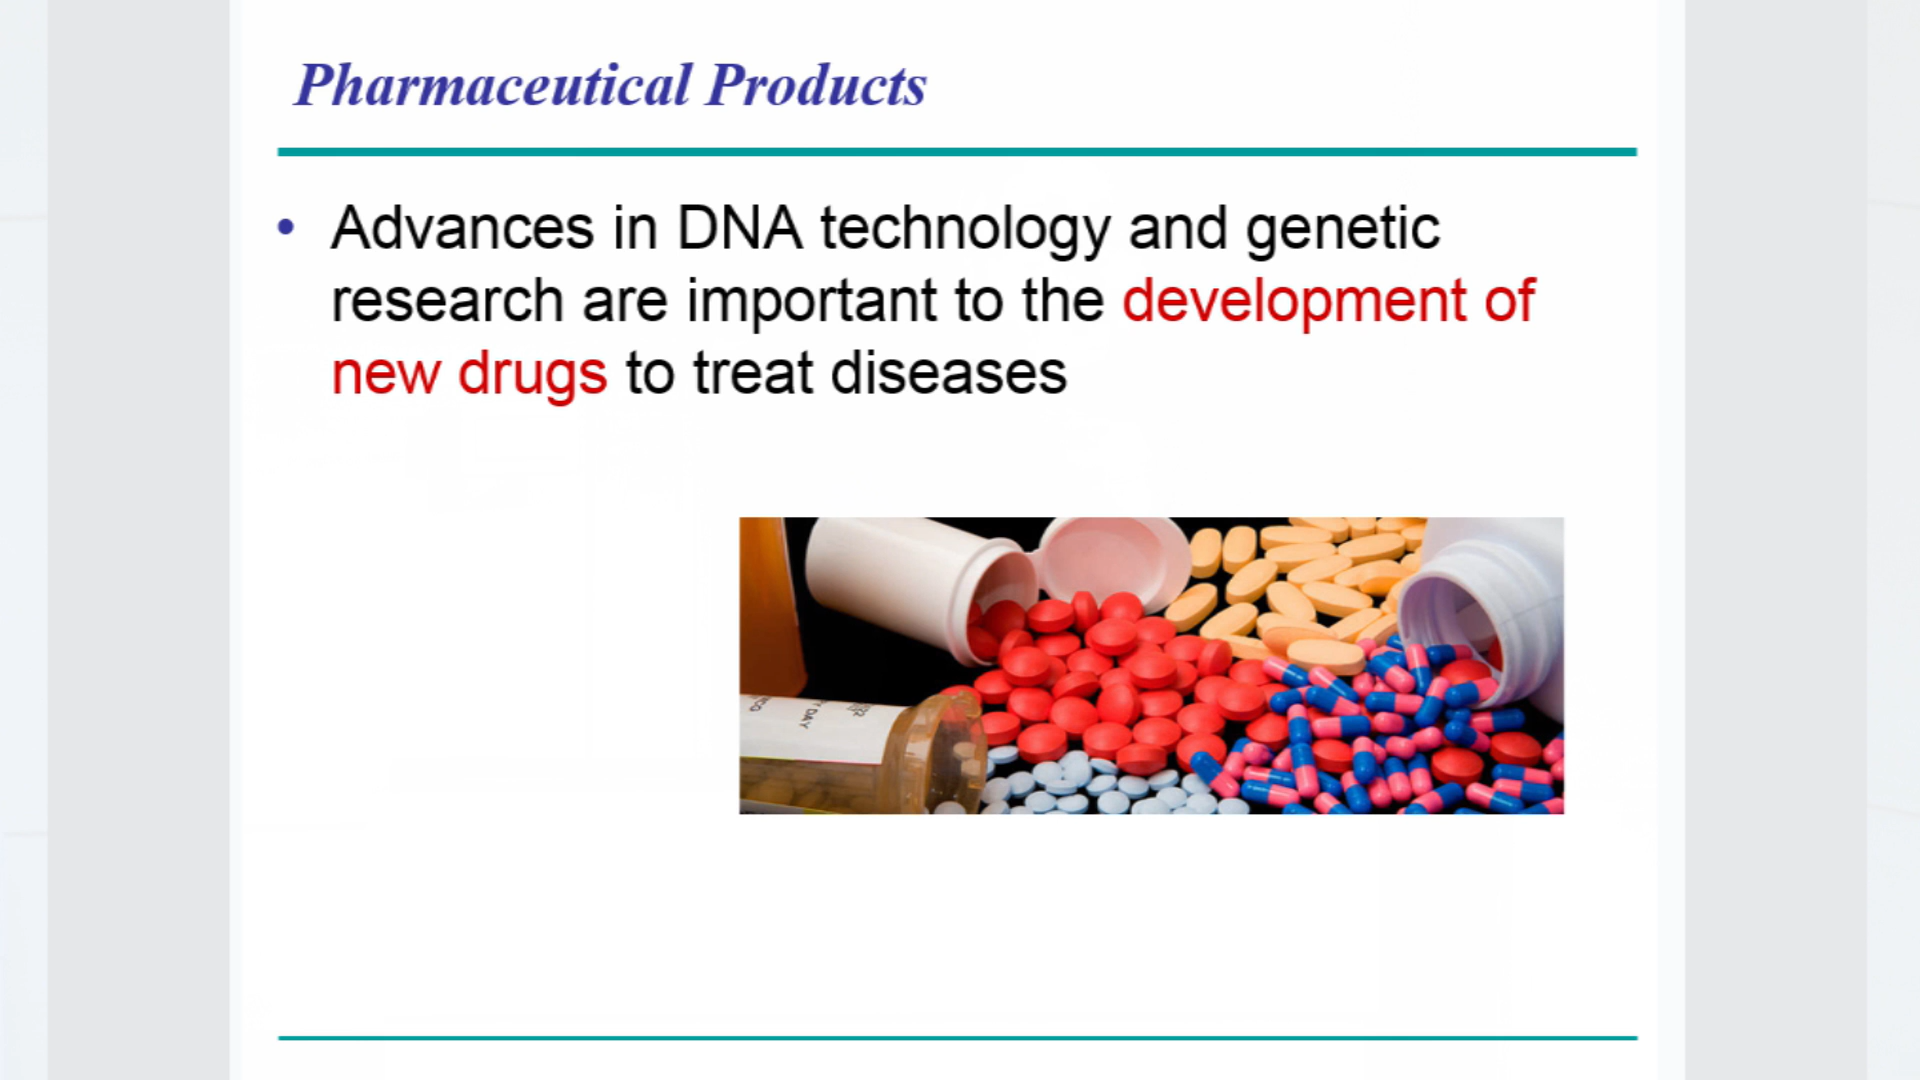 Pharmaceutical Products
• Advances in DNA technology and genetic
research are important to the development of
new drugs to treat diseases
Y DAY